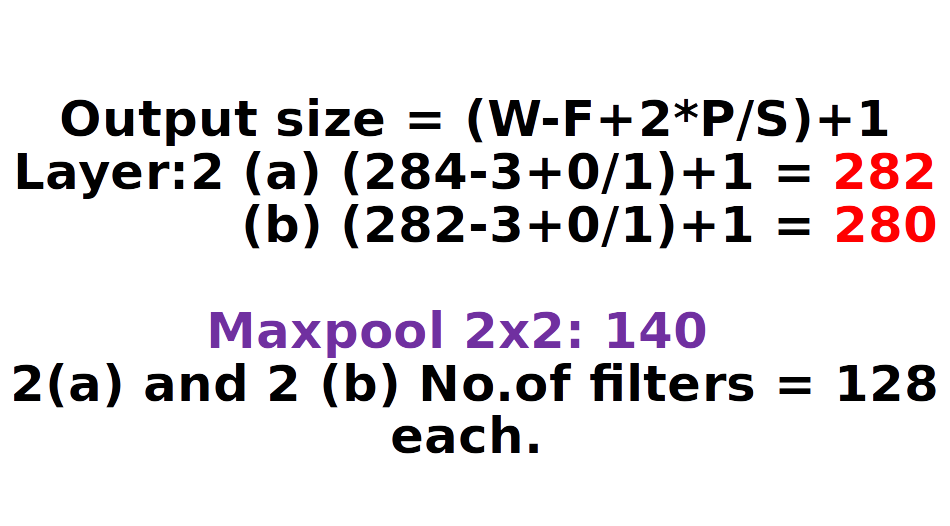 Output size = (W-F+2*P/S)+1
Layer:2 (a) (284-3+0/1)+1 = 282
(b) (282-3+0/1)+1 = 280
Maxpool 2x2: 140
2(a) and 2 (b) No.of filters = 128
each.